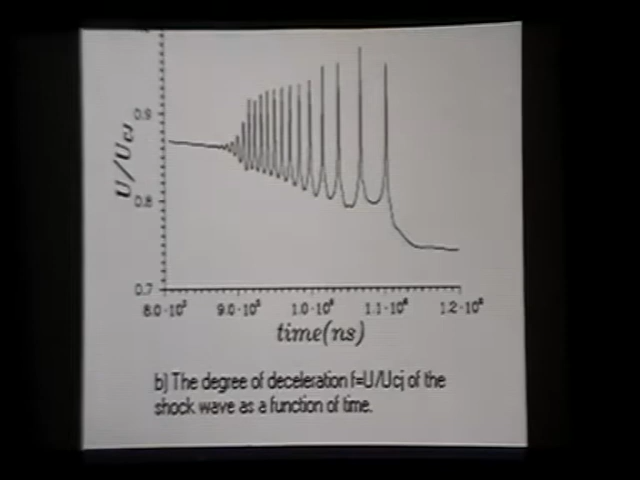 0.9
U/UCJ
0.8
0.7
8.0·10⁵ 9.0·10⁵ 1.0·10⁶ 1.1·10⁶ 1.2·10⁶
time(ns)
b) The degree of deceleration f=U/Ucj of the
shock wave as a function of time.